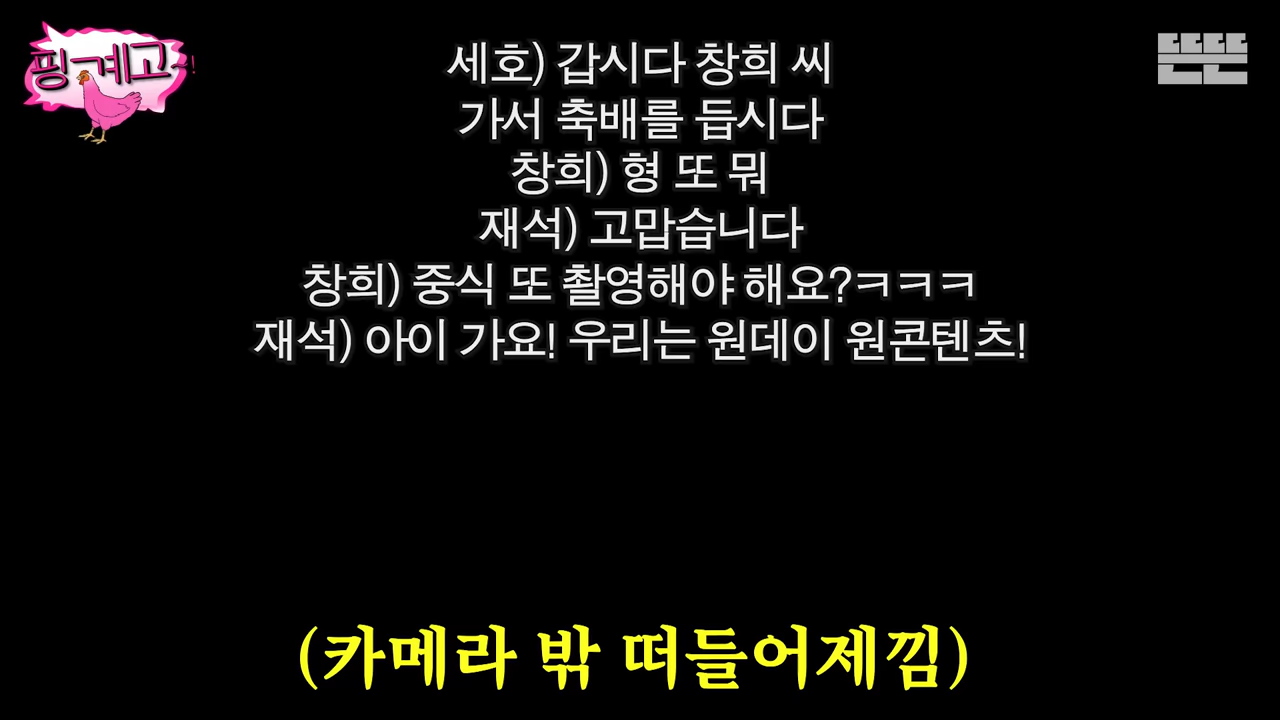 핑계고
뜬뜬
세호) 갑시다 창희 씨
가서 축배를 듭시다
창희) 형 또 뭐
재석) 고맙습니다
창희) 중식 또 촬영해야 해요?ㅋㅋㅋ
재석) 아이 가요! 우리는 원데이 원콘텐츠!
(카메라 밖 떠들어제낌)